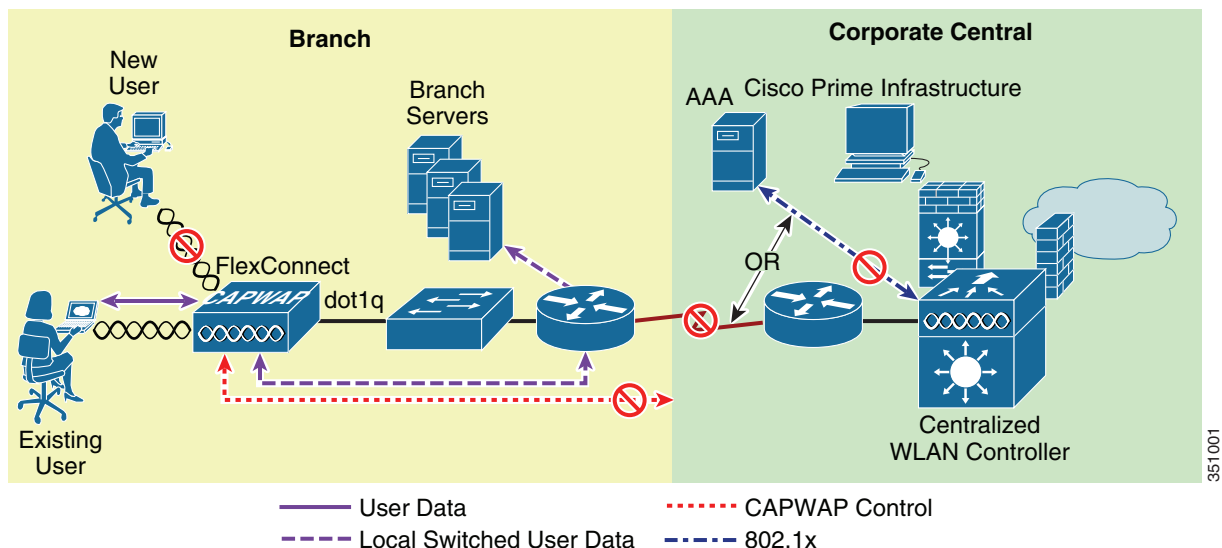 Branch
Corporate Central
New
User
Branch
Servers
AAA
Cisco Prime Infrastructure
OR
FlexConnect
CAPWAP
dot1q
Existing
User
Centralized
WLAN Controller
351001
User Data
CAPWAP Control
Local Switched User Data
802.1x